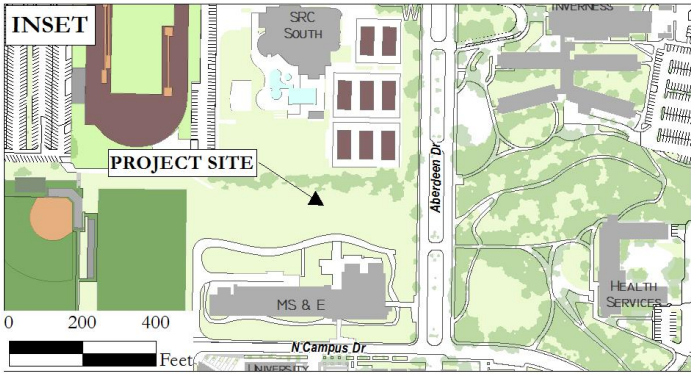 INSET
SRC
SOUTH
INVERNESS
PROJECT SITE
Aberdeen Dr
MS & E
HEALTH
SERVICES
0 200 400
Feet
N Campus Dr
UNIVERSITY